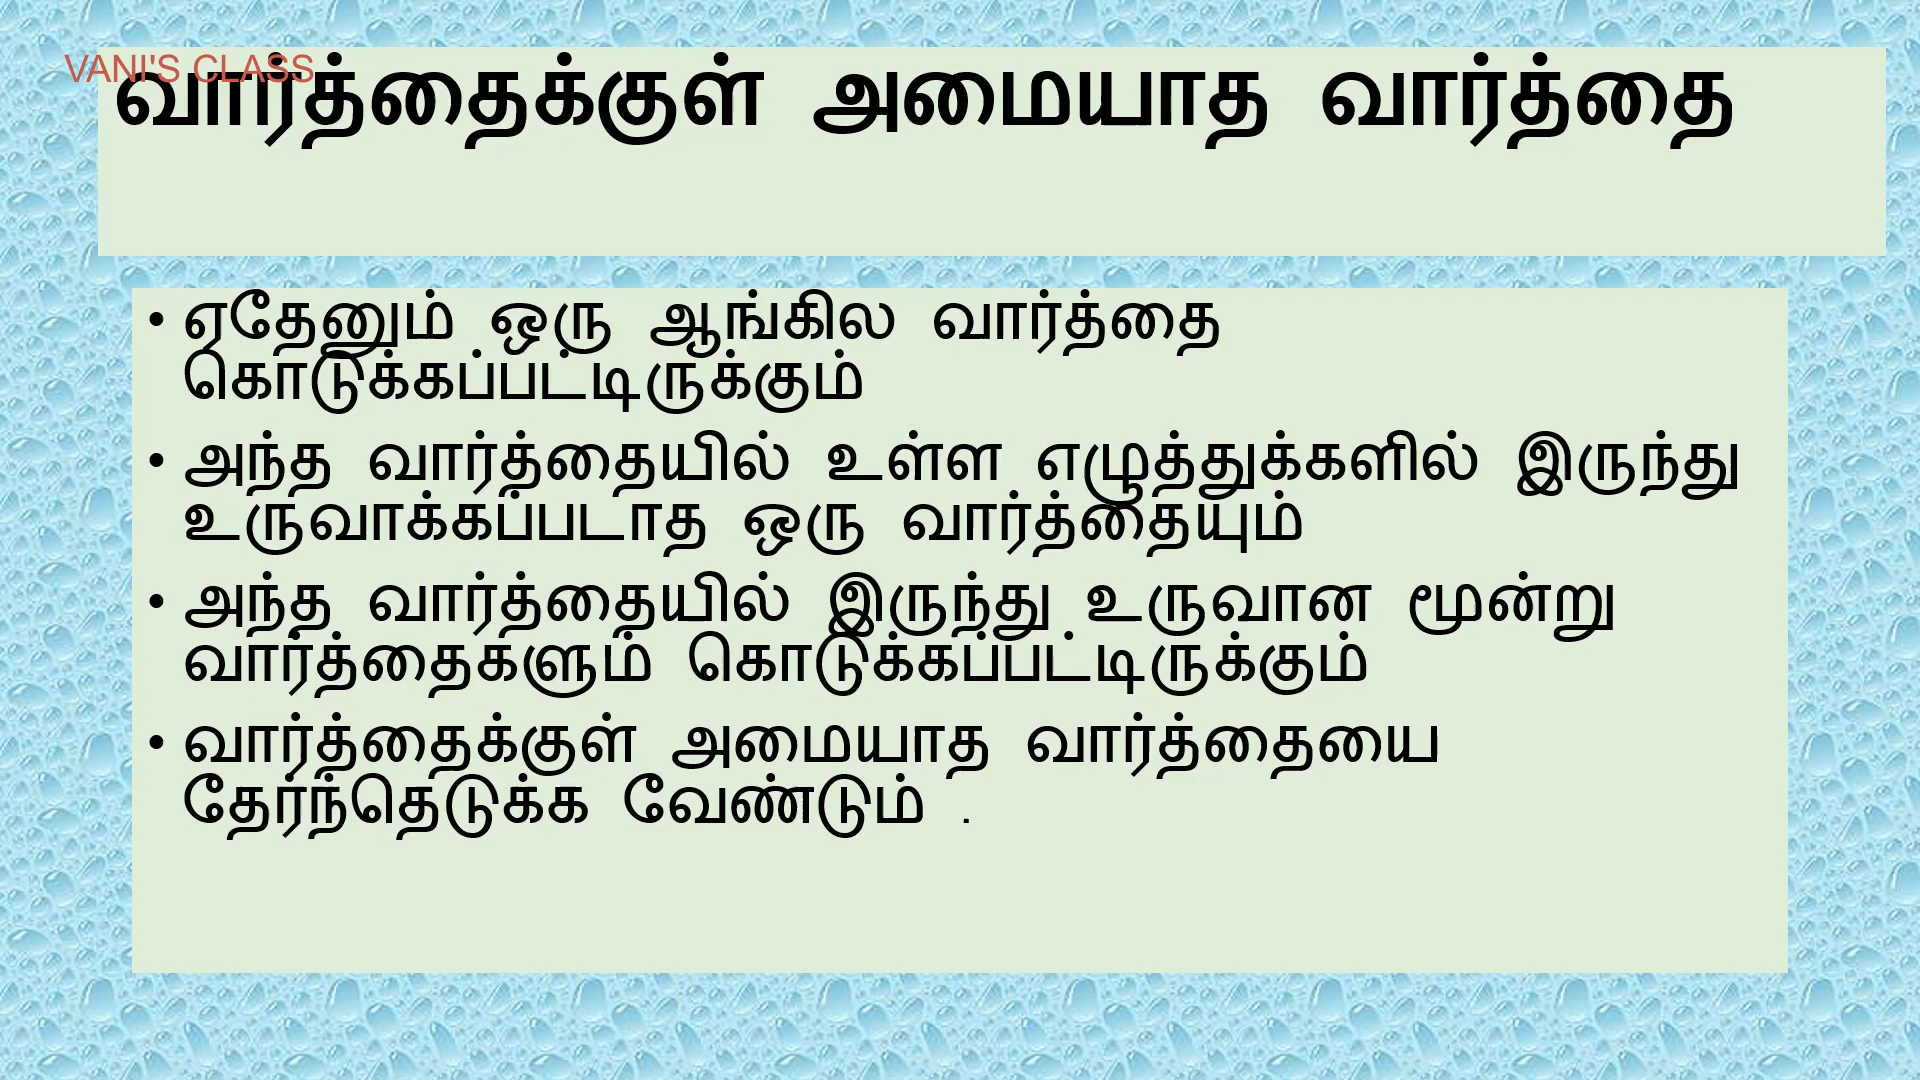 VANI'S CLASS
வார்த்தைக்குள் அமையாத வார்த்தை
• ஏதேனும் ஒரு ஆங்கில வார்த்தை
கொடுக்கப்பட்டிருக்கும்
• அந்த வார்த்தையில் உள்ள எழுத்துக்களில் இருந்து
உருவாக்கப்படாத ஒரு வார்த்தையும்
• அந்த வார்த்தையில் இருந்து உருவான மூன்று
வார்த்தைகளும் கொடுக்கப்பட்டிருக்கும்
• வார்த்தைக்குள் அமையாத வார்த்தையை
தேர்ந்தெடுக்க வேண்டும் .